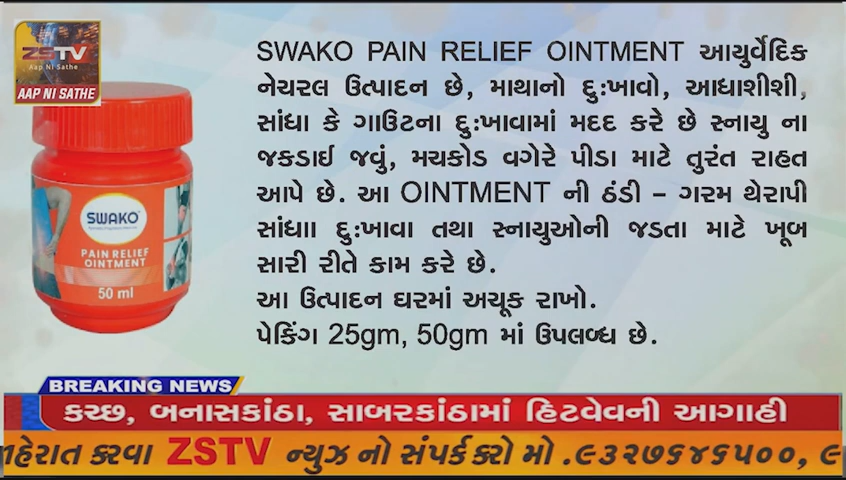 ZSTV
Aap Ni Sathe
AAP NI SATHE
SWAKO PAIN RELIEF OINTMENT આયુર્વેદિક
નેચરલ ઉત્પાદન છે, માથાનો દુઃખાવો, આધાશીશી,
સાંધા કે ગાઉટના દુઃખાવામાં મદદ કરે છે સ્નાયુ ના
જકડાઈ જવું, મચકોડ વગેરે પીડા માટે તુરંત રાહત
આપે છે. આ OINTMENT ની ઠંડી – ગરમ થેરાપી
સાંધાા દુઃખાવા તથા સ્નાયુઓની જડતા માટે ખૂબ
સારી રીતે કામ કરે છે.
આ ઉત્પાદન ઘરમાં અચૂક રાખો.
પેકિંગ 25gm, 50gm માં ઉપલબ્ધ છે.
SWAKO
PAIN RELIEF
OINTMENT
50 ml
BREAKING NEWS
કચ્છ, બનાસકાંઠા, સાબરકાંઠામાં હિટવેવની આગાહી
જાહેરાત કરવા ZSTV ન્યુઝ નો સંપર્ક કરો મો .૯૩૨૭૬૪૬૫૦૦, ૯